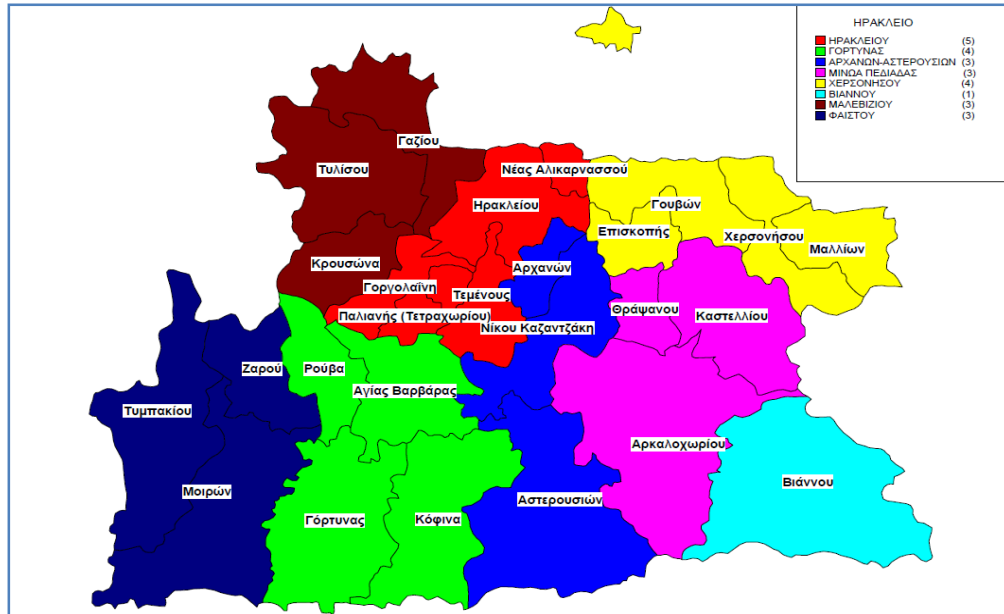 ΗΡΑΚΛΕΙΟ
ΗΡΑΚΛΕΙΟΥ (5)
ΓΟΡΤΥΝΑΣ (4)
ΑΡΧΑΝΩΝ-ΑΣΤΕΡΟΥΣΙΩΝ (3)
ΜΙΝΩΑ ΠΕΔΙΑΔΑΣ (3)
ΧΕΡΣΟΝΗΣΟΥ (4)
ΒΙΑΝΝΟΥ (1)
ΜΑΛΕΒΙΖΙΟΥ (3)
ΦΑΙΣΤΟΥ (3)
Γαζίου
Τυλίσου
Νέας Αλικαρνασσού
Ηρακλείου
Γουβών
Επισκοπής
Χερσονήσου
Μαλλίων
Κρουσώνα
Αρχανών
Γοργολαΐνη
Τεμένους
Θράψανου
Καστελλίου
Παλιανής (Τετραχωρίου)
Νίκου Καζαντζάκη
Ζαρού
Ρούβα
Αγίας Βαρβάρας
Τυμπακίου
Αρκαλοχωρίου
Βιάννου
Μοιρών
Αστερουσιών
Γόρτυνας
Κόφινα